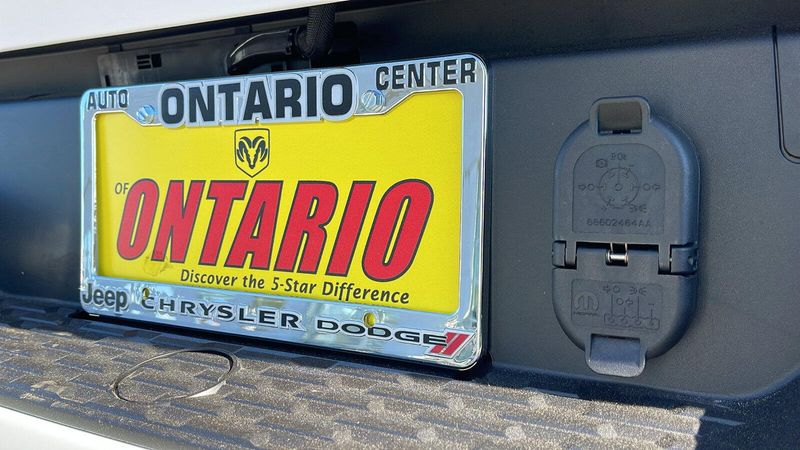 AUTO ONTARIO CENTER
OF ONTARIO
Discover the 5-Star Difference
Jeep CHRYSLER DODGE
68602464AA